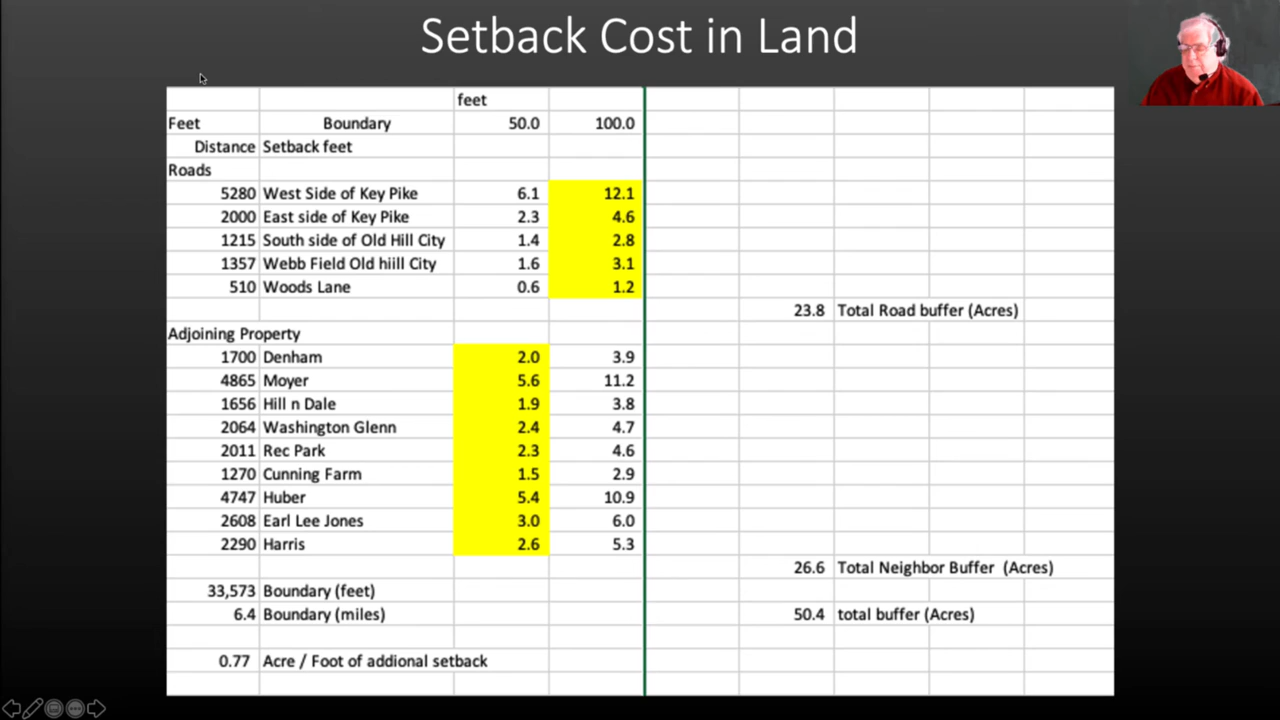 Setback Cost in Land
feet
Feet Boundary 50.0 100.0
Distance Setback feet
Roads
5280 West Side of Key Pike 6.1 12.1
2000 East side of Key Pike 2.3 4.6
1215 South side of Old Hill City 1.4 2.8
1357 Webb Field Old hiill City 1.6 3.1
510 Woods Lane 0.6 1.2
23.8 Total Road buffer (Acres)
Adjoining Property
1700 Denham 2.0 3.9
4865 Moyer 5.6 11.2
1656 Hill n Dale 1.9 3.8
2064 Washington Glenn 2.4 4.7
2011 Rec Park 2.3 4.6
1270 Cunning Farm 1.5 2.9
4747 Huber 5.4 10.9
2608 Earl Lee Jones 3.0 6.0
2290 Harris 2.6 5.3
26.6 Total Neighbor Buffer (Acres)
33,573 Boundary (feet)
6.4 Boundary (miles) 50.4 total buffer (Acres)
0.77 Acre / Foot of addional setback